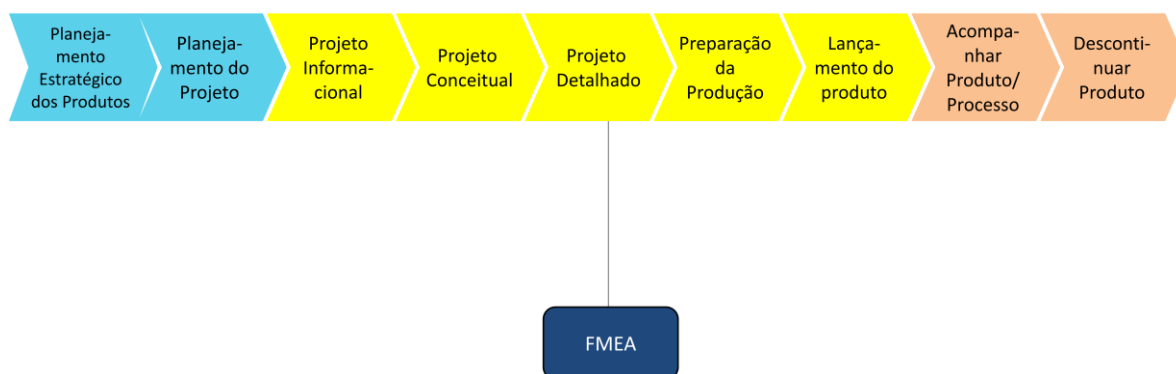 Planeja-
mento
Estratégico
dos Produtos
Planeja-
mento do
Projeto
Projeto
Informa-
cional
Projeto
Conceitual
Projeto
Detalhado
Preparação
da
Produção
Lança-
mento do
produto
Acompa-
nhar
Produto/
Processo
Desconti-
nuar
Produto
FMEA